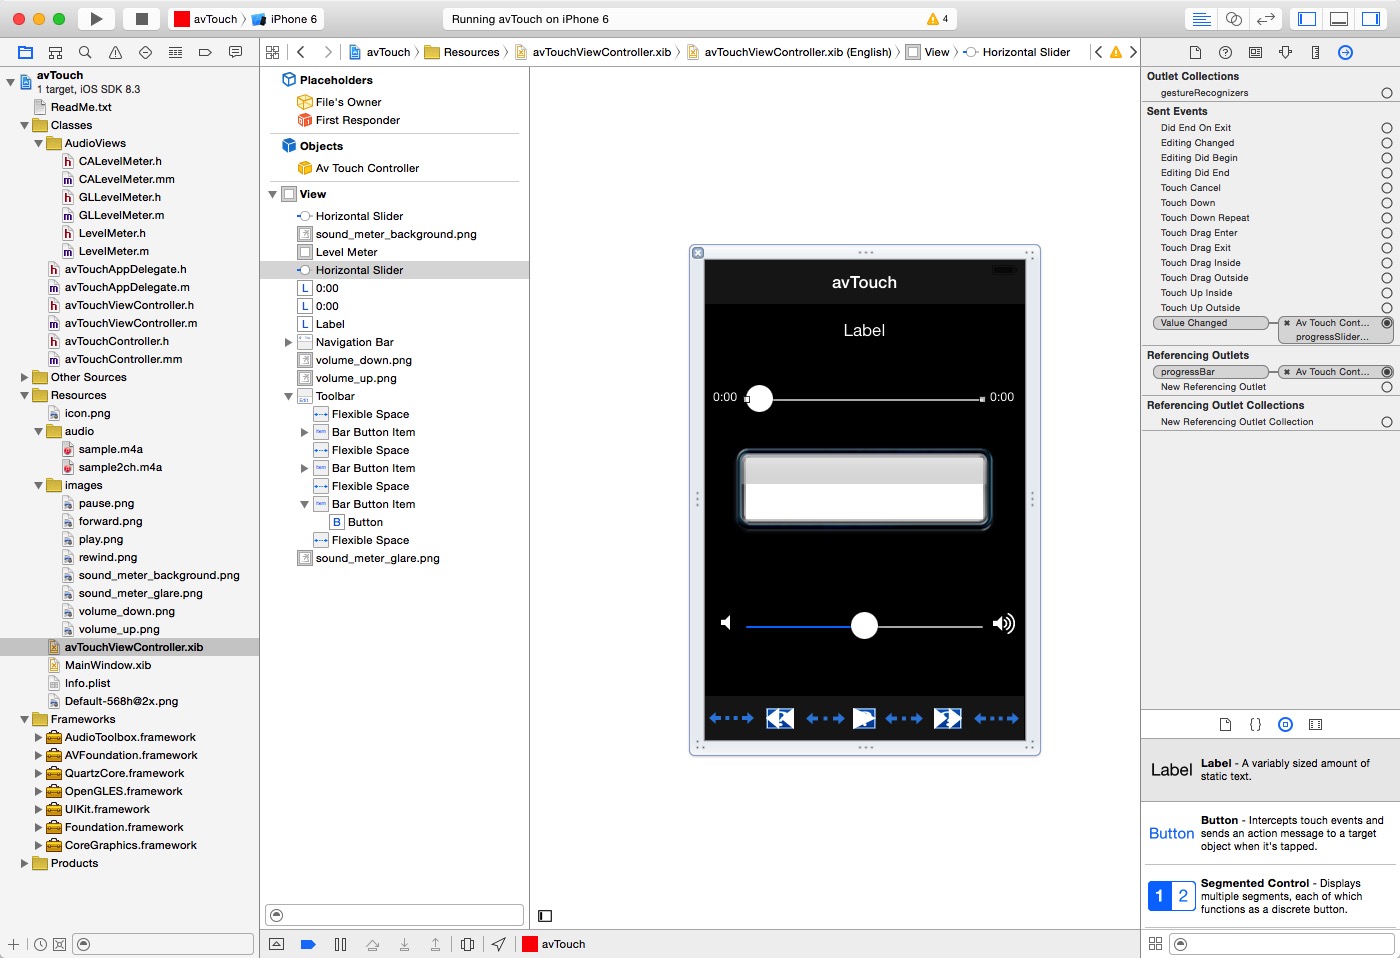 avTouch
iPhone 6
Running avTouch on iPhone 6
4
avTouch
Resources
avTouchViewController.xib
avTouchViewController.xib (English)
View
Horizontal Slider
avTouch
1 target, iOS SDK 8.3
ReadMe.txt
Classes
AudioViews
CALevelMeter.h
CALevelMeter.mm
GLLevelMeter.h
GLLevelMeter.m
LevelMeter.h
LevelMeter.m
avTouchAppDelegate.h
avTouchAppDelegate.m
avTouchViewController.h
avTouchViewController.m
avTouchController.h
avTouchController.mm
Other Sources
Resources
icon.png
audio
sample.m4a
sample2ch.m4a
images
pause.png
forward.png
play.png
rewind.png
sound_meter_background.png
sound_meter_glare.png
volume_down.png
volume_up.png
avTouchViewController.xib
MainWindow.xib
Info.plist
Default-568h@2x.png
Frameworks
AudioToolbox.framework
AVFoundation.framework
QuartzCore.framework
OpenGLES.framework
UIKit.framework
Foundation.framework
CoreGraphics.framework
Products
Placeholders
File's Owner
First Responder
Objects
Av Touch Controller
View
Horizontal Slider
sound_meter_background.png
Level Meter
Horizontal Slider
L 0:00
L 0:00
L Label
Navigation Bar
volume_down.png
volume_up.png
Toolbar
Flexible Space
Bar Button Item
Flexible Space
Bar Button Item
Flexible Space
Bar Button Item
B Button
Flexible Space
sound_meter_glare.png
avTouch
Label
0:00
0:00
avTouch
Outlet Collections
gestureRecognizers
Sent Events
Did End On Exit
Editing Changed
Editing Did Begin
Editing Did End
Touch Cancel
Touch Down
Touch Down Repeat
Touch Drag Enter
Touch Drag Exit
Touch Drag Inside
Touch Drag Outside
Touch Up Inside
Touch Up Outside
Value Changed
Av Touch Cont...
progressSlider...
Referencing Outlets
progressBar
Av Touch Cont...
New Referencing Outlet
Referencing Outlet Collections
New Referencing Outlet Collection
Label
Label - A variably sized amount of
static text.
Button
Button - Intercepts touch events and
sends an action message to a target
object when it's tapped.
1 2
Segmented Control - Displays
multiple segments, each of which
functions as a discrete button.